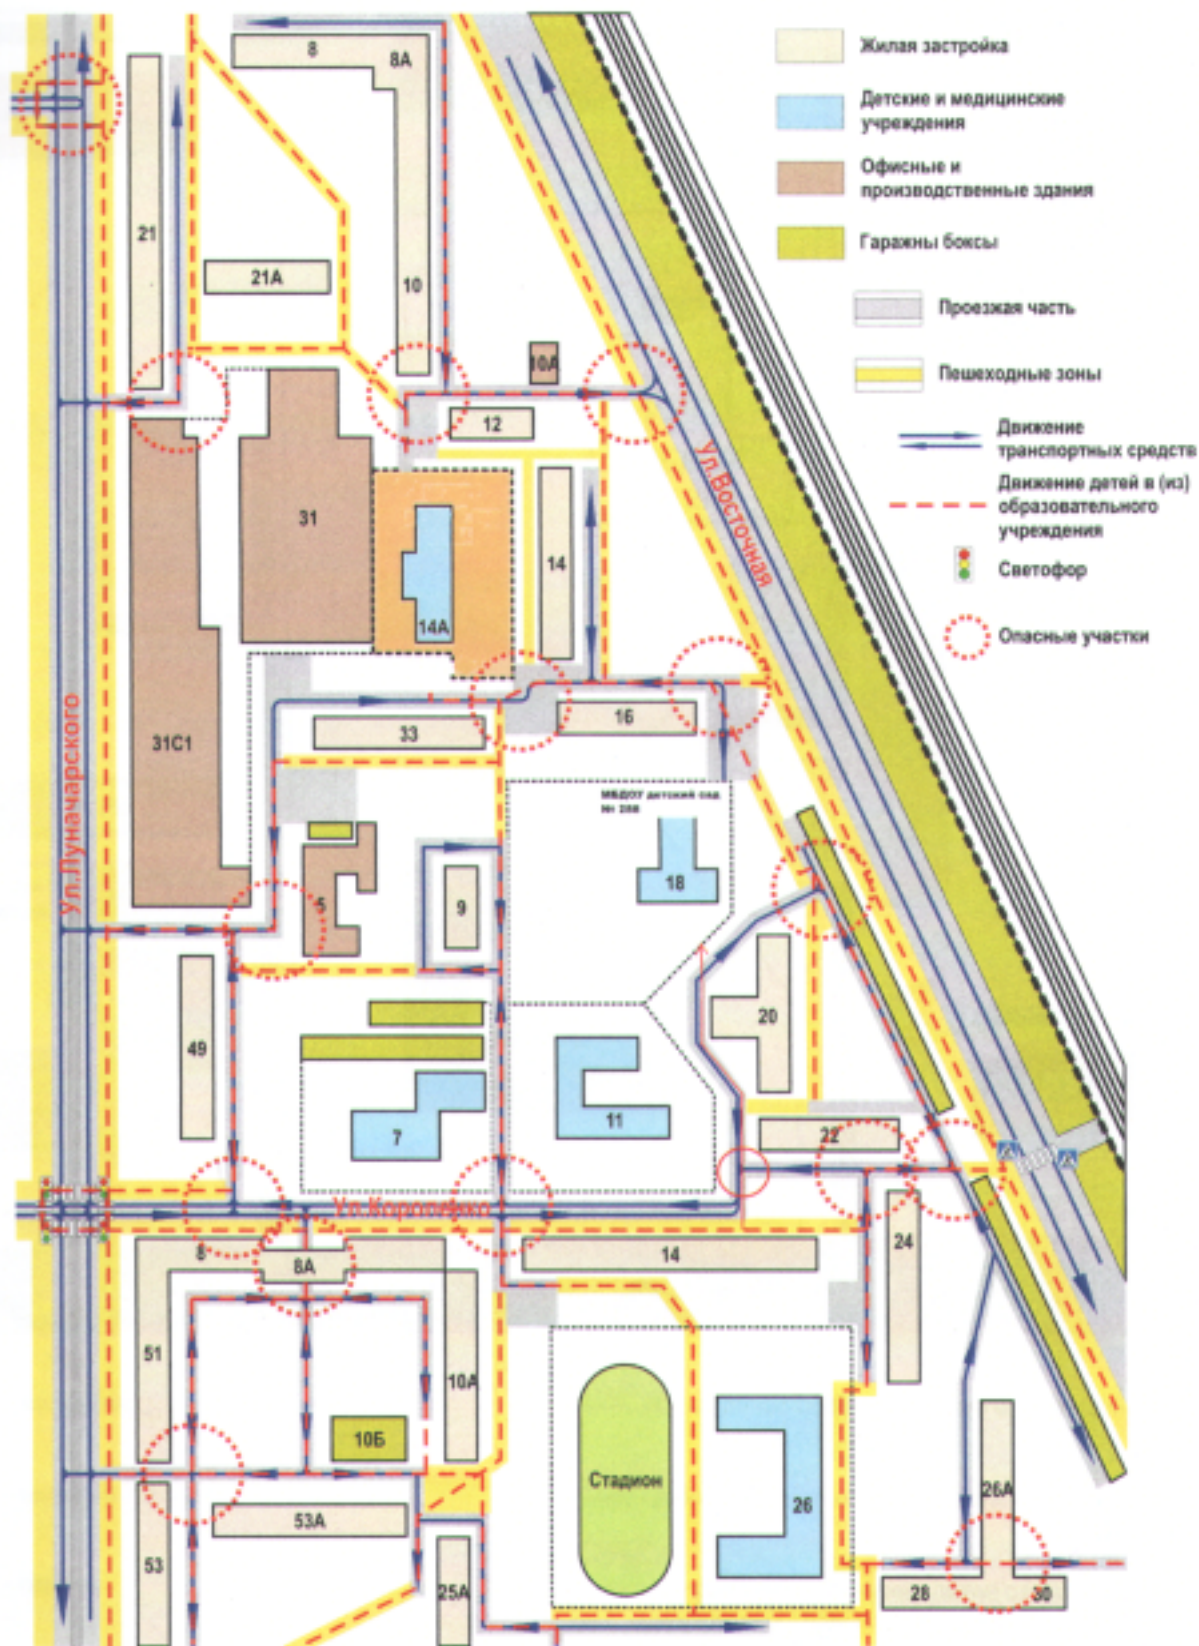 8
8А
Жилая застройка
Детские и медицинские
учреждения
Офисные и
производственные здания
21
Гаражны боксы
21А
10
Проезжая часть
10А
Пешеходные зоны
12
Движение
транспортных средств
Движение детей в (из)
образовательного
учреждения
Ул.Восточная
31
14
Светофор
14А
Опасные участки
16
33
31С1
Ул.Луначарского
МБДОУ детский сад
№ 288
18
5
9
20
49
11
7
22
Ул.Короленко
8
8А
14
24
51
10А
10Б
Стадион
26
26А
53А
53
25А
28
30